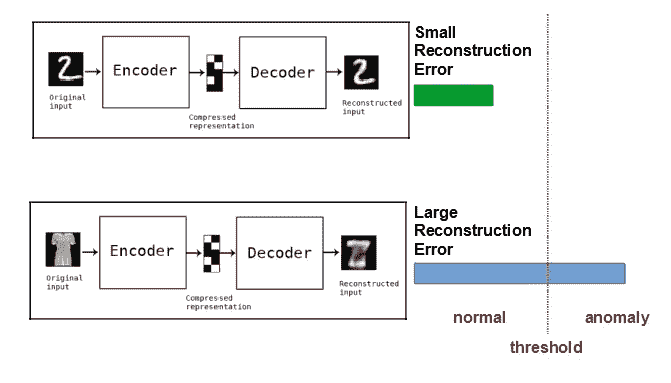 Small
Reconstruction
Error
Encoder
Decoder
Original
input
Compressed
representation
Reconstructed
input
Large
Reconstruction
Error
Encoder
Decoder
Original
input
Compressed
representation
Reconstructed
input
normal
anomaly
threshold